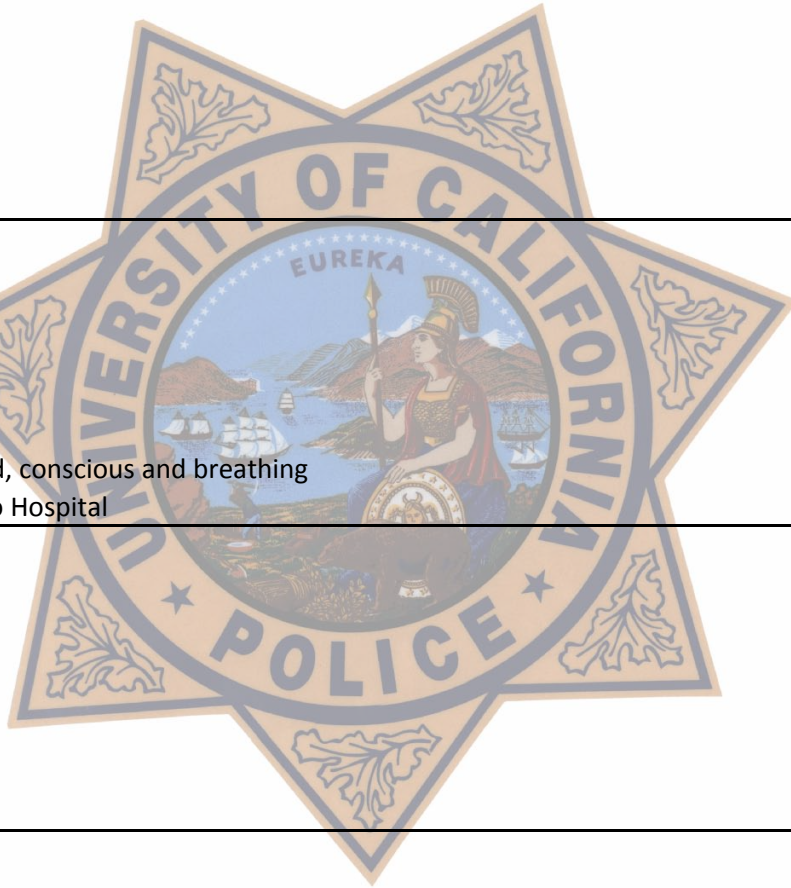 EUREKA
UNIVERSITY OF CALIFORNIA
, conscious and breathing
Hospital
POLICE